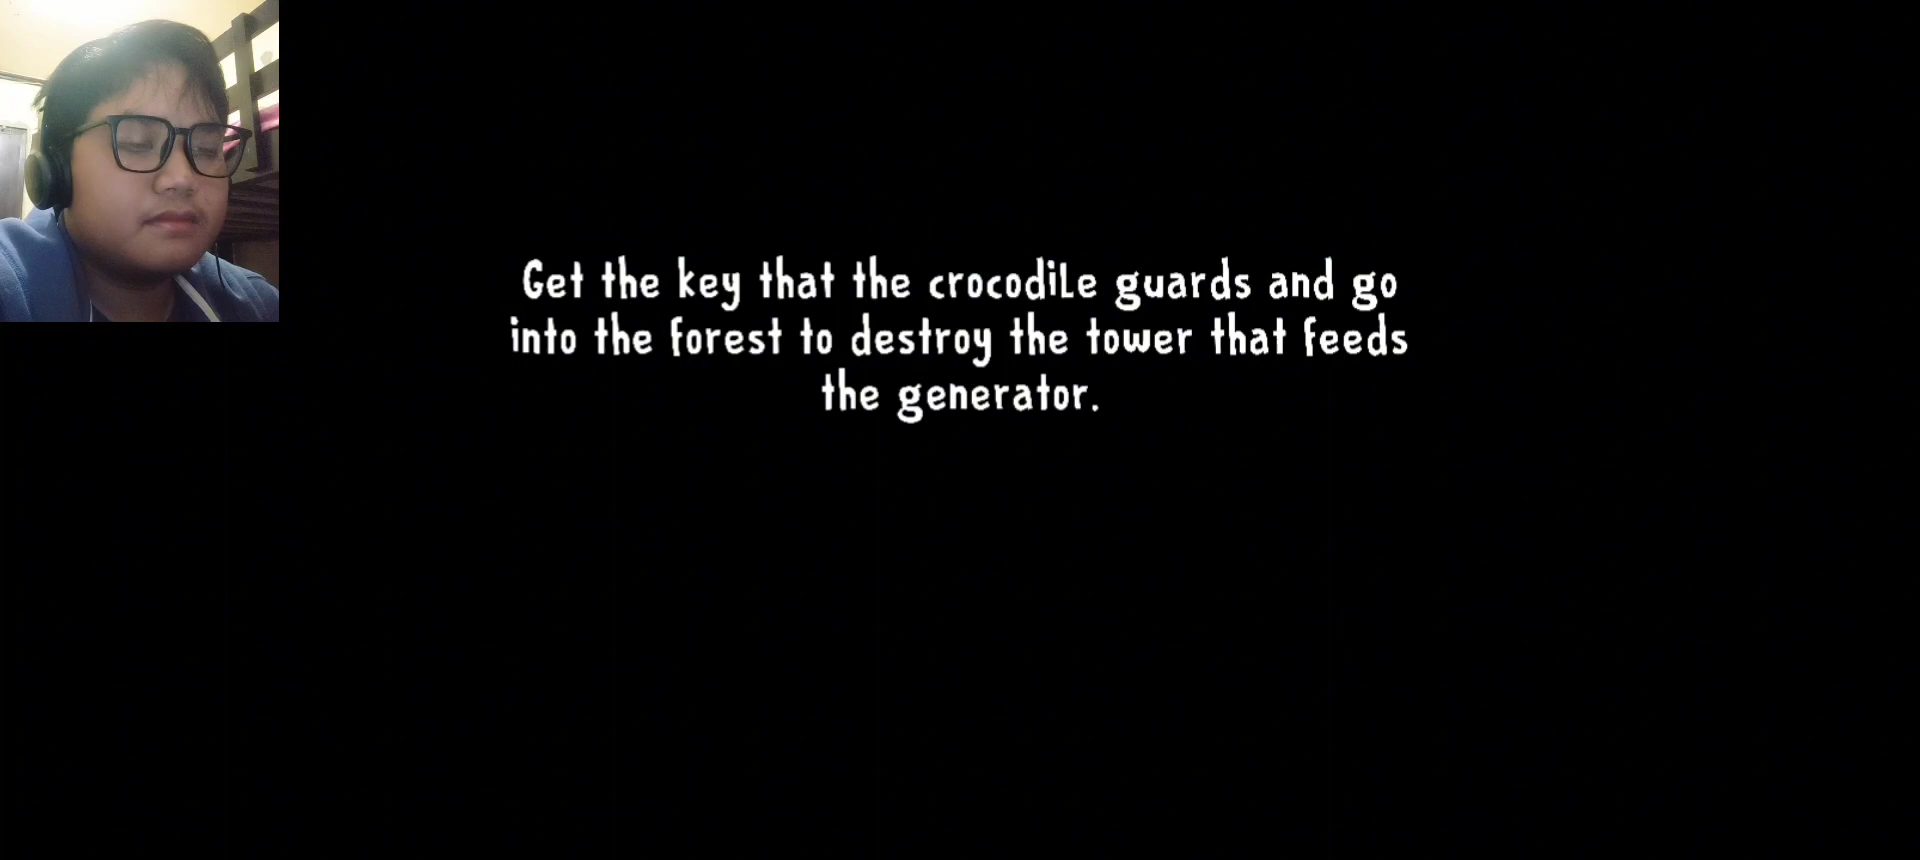 Get the key that the crocodile guards and go
into the forest to destroy the tower that feeds
the generator.